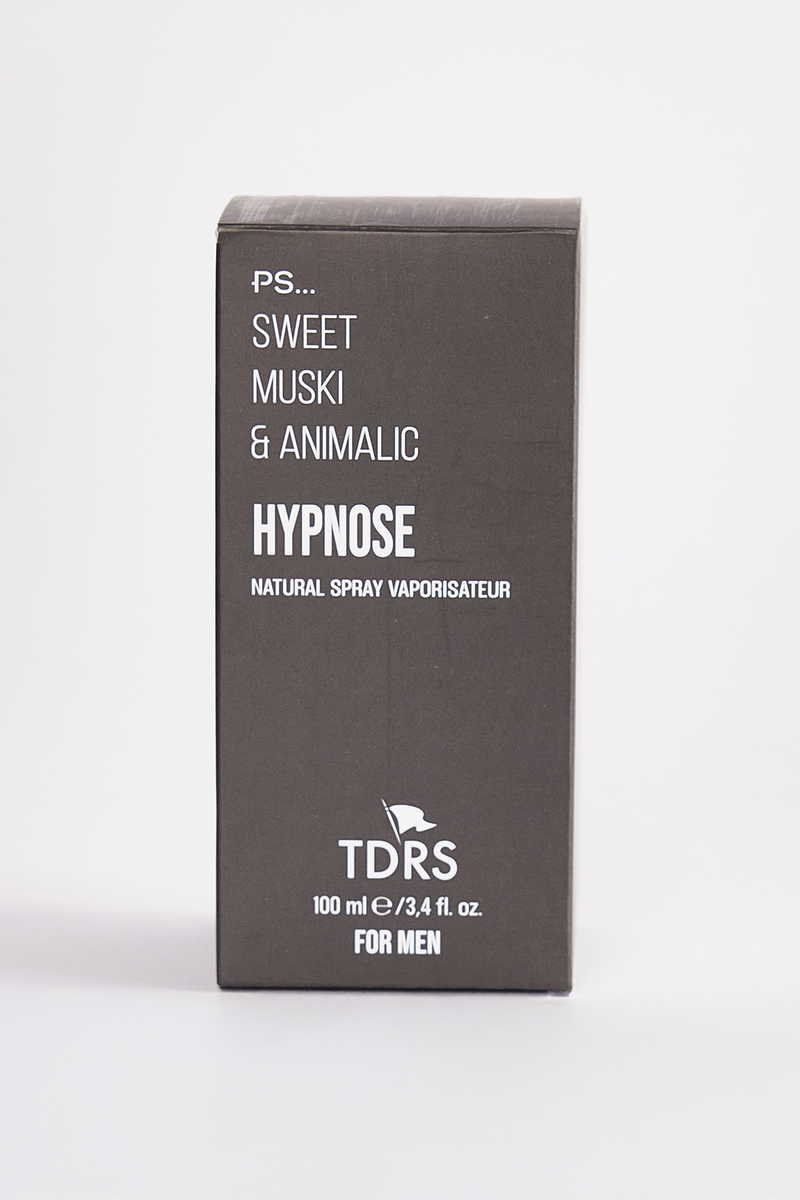 PS...
SWEET
MUSKI
& ANIMALIC
HYPNOSE
NATURAL SPRAY VAPORISATEUR
TDRS
100 ml ℮/3,4 fl. oz.
FOR MEN